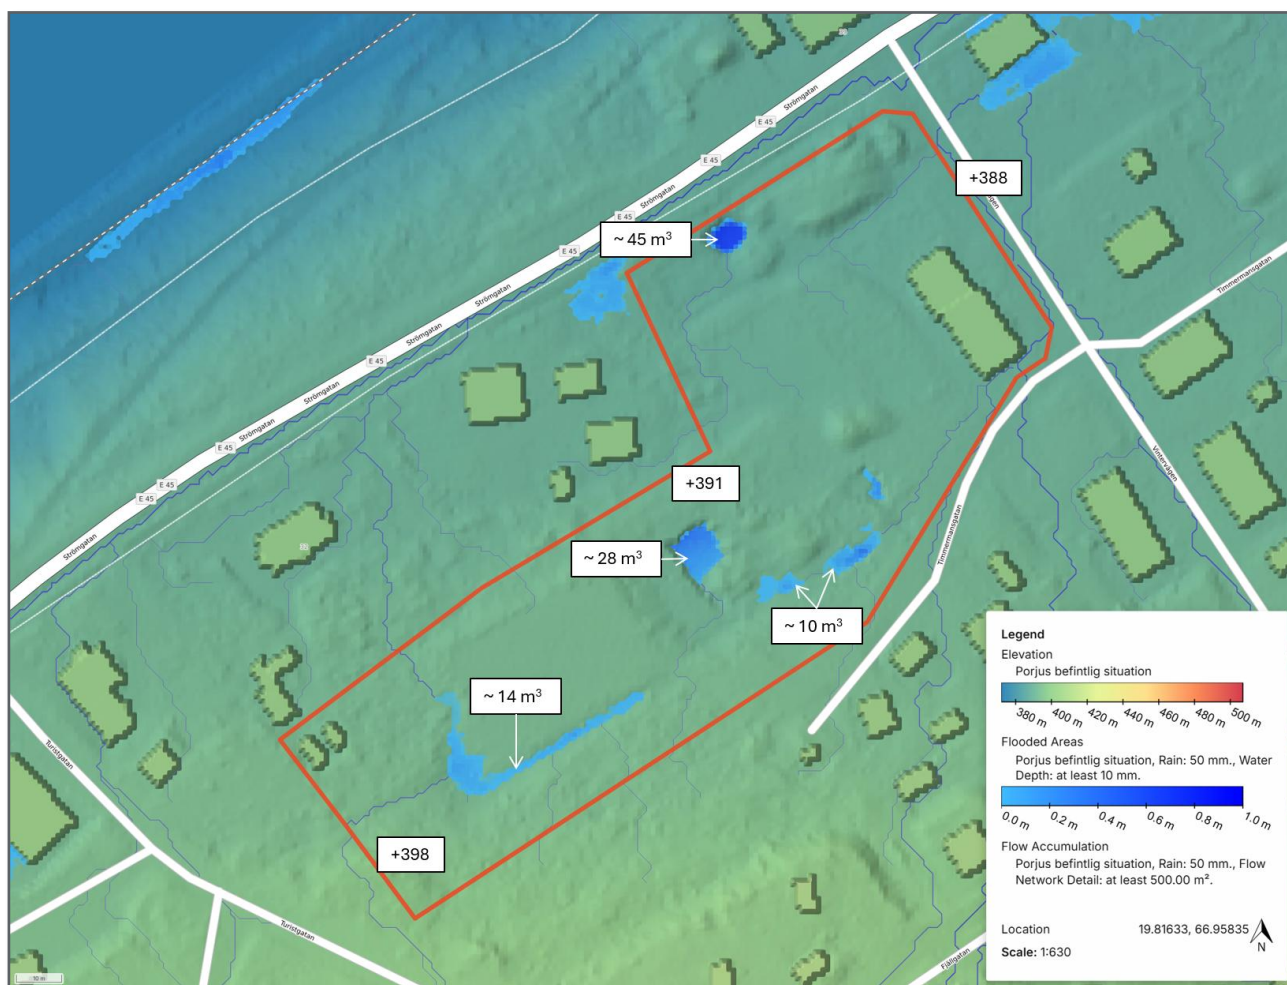 E 45
Strömgatan
E 45
Strömgatan
+388
E 45
~ 45 m³
Strömgatan
E 45
Timmermansgatan
Strömgatan
E 45
Strömgatan
E 45
Strömgatan
E 45
E 45
Strömgatan
+391
Vintervägen
~ 28 m³
Timmermansgatan
~ 10 m³
~ 14 m³
Turistgatan
+398
Turistgatan
Fjällgatan
10 m
Legend
Elevation
Porjus befintlig situation
380 m
400 m
420 m
440 m
460 m
480 m
500 m
Flooded Areas
Porjus befintlig situation, Rain: 50 mm., Water
Depth: at least 10 mm.
0.0 m
0.2 m
0.4 m
0.6 m
0.8 m
1.0 m
Flow Accumulation
Porjus befintlig situation, Rain: 50 mm., Flow
Network Detail: at least 500.00 m².
Location 19.81633, 66.95835
N
Scale: 1:630